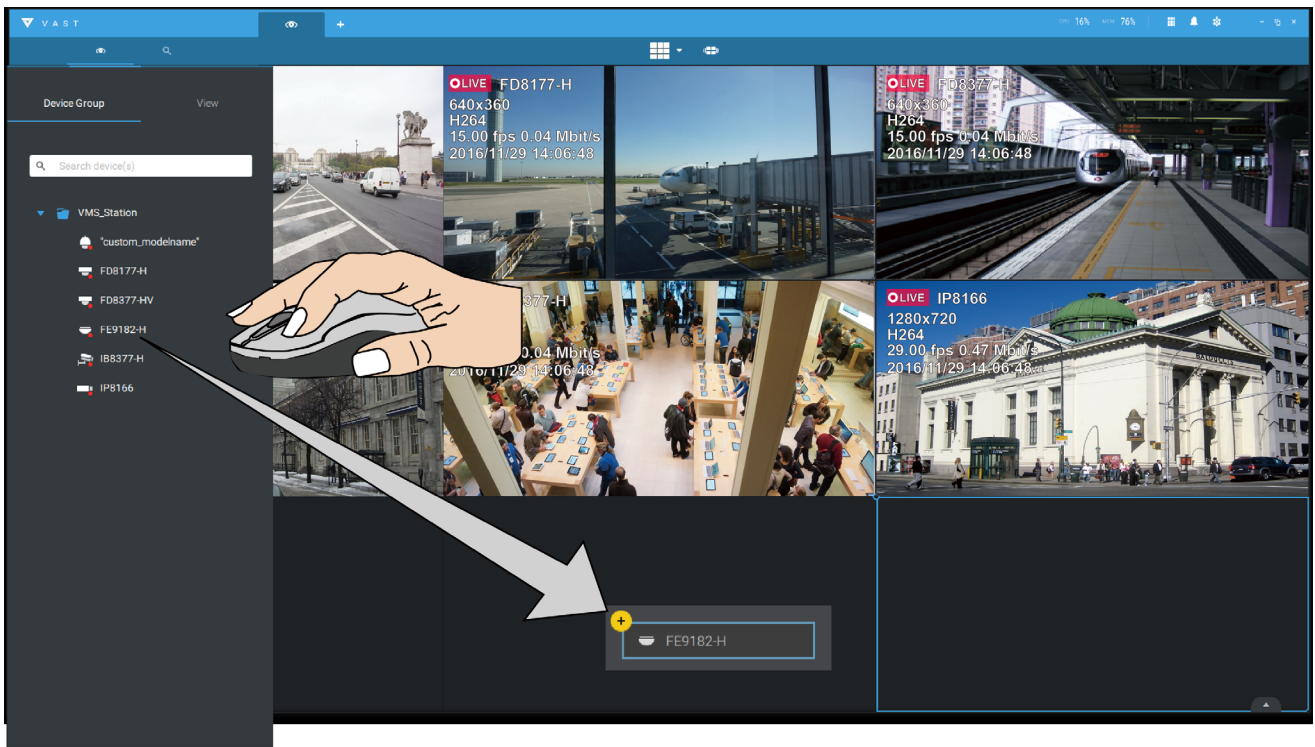 VAST
CPU 16% MEM 76%
Device Group
View
Search device(s)
VMS_Station
"custom_modelname"
FD8177-H
FD8377-HV
FE9182-H
IB8377-H
IP8166
LIVE FD8177-H
640x360
H264
15.00 fps 0.04 Mbit/s
2016/11/29 14:06:48
LIVE FD8377-H
640x360
H264
15.00 fps 0.04 Mbit/s
2016/11/29 14:06:48
377-H
0.04 Mbit/s
2016/11/29 14:06:48
LIVE IP8166
1280x720
H264
29.00 fps 0.47 Mbit/s
2016/11/29 14:06:48
BALDUCCI'S
FE9182-H